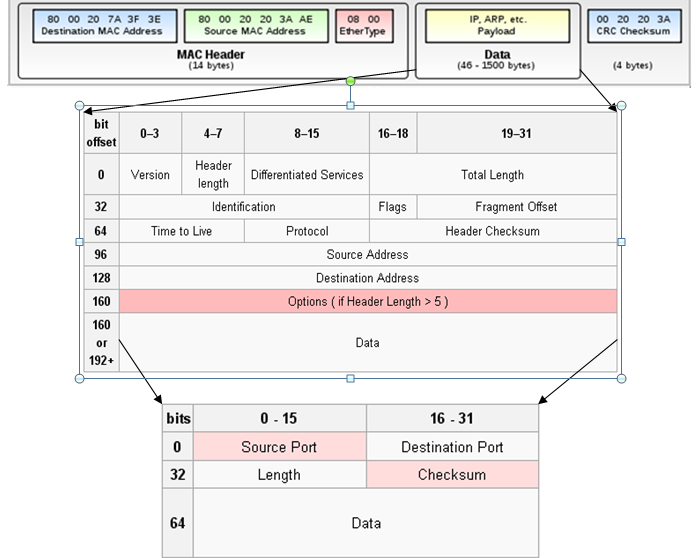 80 00 20 7A 3F 3E
Destination MAC Address
80 00 20 20 3A AE
Source MAC Address
08 00
EtherType
IP, ARP, etc.
Payload
00 20 20 3A
CRC Checksum
MAC Header
(14 bytes)
Data
(46 - 1500 bytes)
(4 bytes)
bit offset 0–3 4–7 8–15 16–18 19–31
0 Version Header length Differentiated Services Total Length
32 Identification Flags Fragment Offset
64 Time to Live Protocol Header Checksum
96 Source Address
128 Destination Address
160 Options ( if Header Length > 5 )
160 or 192+ Data
bits 0 - 15 16 - 31
0 Source Port Destination Port
32 Length Checksum
64 Data